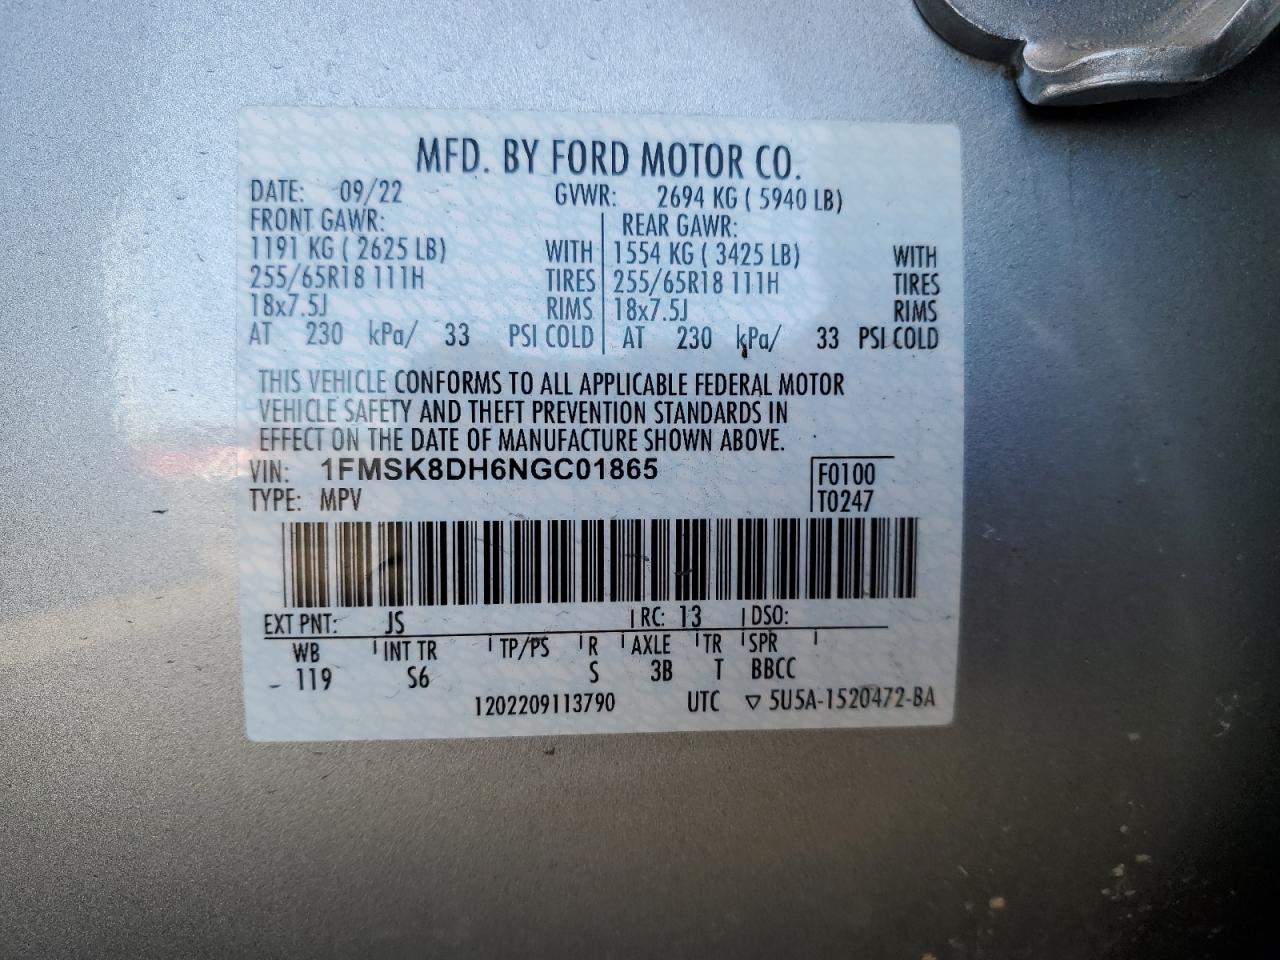 MFD. BY FORD MOTOR CO.
DATE: 09/22 GVWR: 2694 KG ( 5940 LB)
FRONT GAWR: REAR GAWR:
1191 KG ( 2625 LB) WITH 1554 KG ( 3425 LB) WITH
255/65R18 111H TIRES 255/65R18 111H TIRES
18x7.5J RIMS 18x7.5J RIMS
AT 230 kPa/ 33 PSI COLD AT 230 kPa/ 33 PSI COLD
THIS VEHICLE CONFORMS TO ALL APPLICABLE FEDERAL MOTOR
VEHICLE SAFETY AND THEFT PREVENTION STANDARDS IN
EFFECT ON THE DATE OF MANUFACTURE SHOWN ABOVE.
VIN: 1FMSK8DH6NGC01865 F0100
TYPE: MPV T0247
EXT PNT: JS RC: 13 DSO:
WB INT TR TP/PS R AXLE TR SPR
119 S6 S 3B T BBCC
1202209113790 UTC ▽ 5U5A-1520472-BA